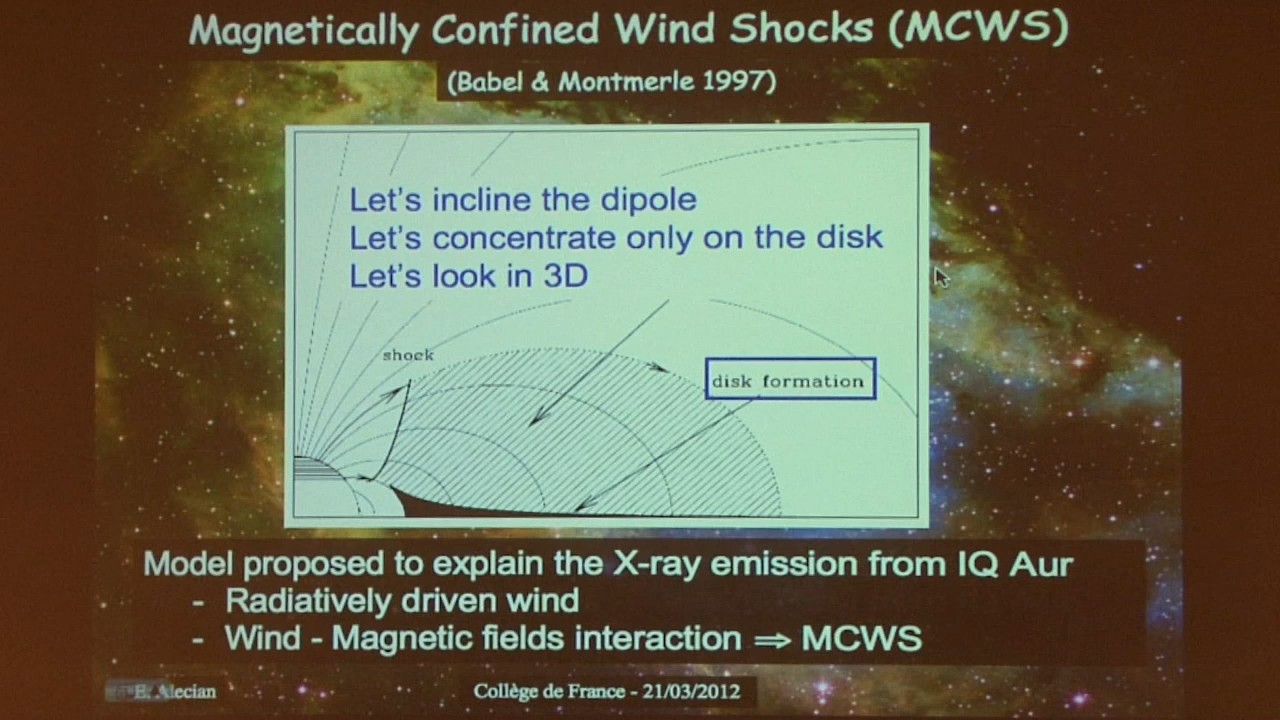 Magnetically Confined Wind Shocks (MCWS)
(Babel & Montmerle 1997)
Let's incline the dipole
Let's concentrate only on the disk
Let's look in 3D
shock
disk formation
Model proposed to explain the X-ray emission from IQ Aur
- Radiatively driven wind
- Wind - Magnetic fields interaction ⇒ MCWS
E. Alecian
Collège de France - 21/03/2012